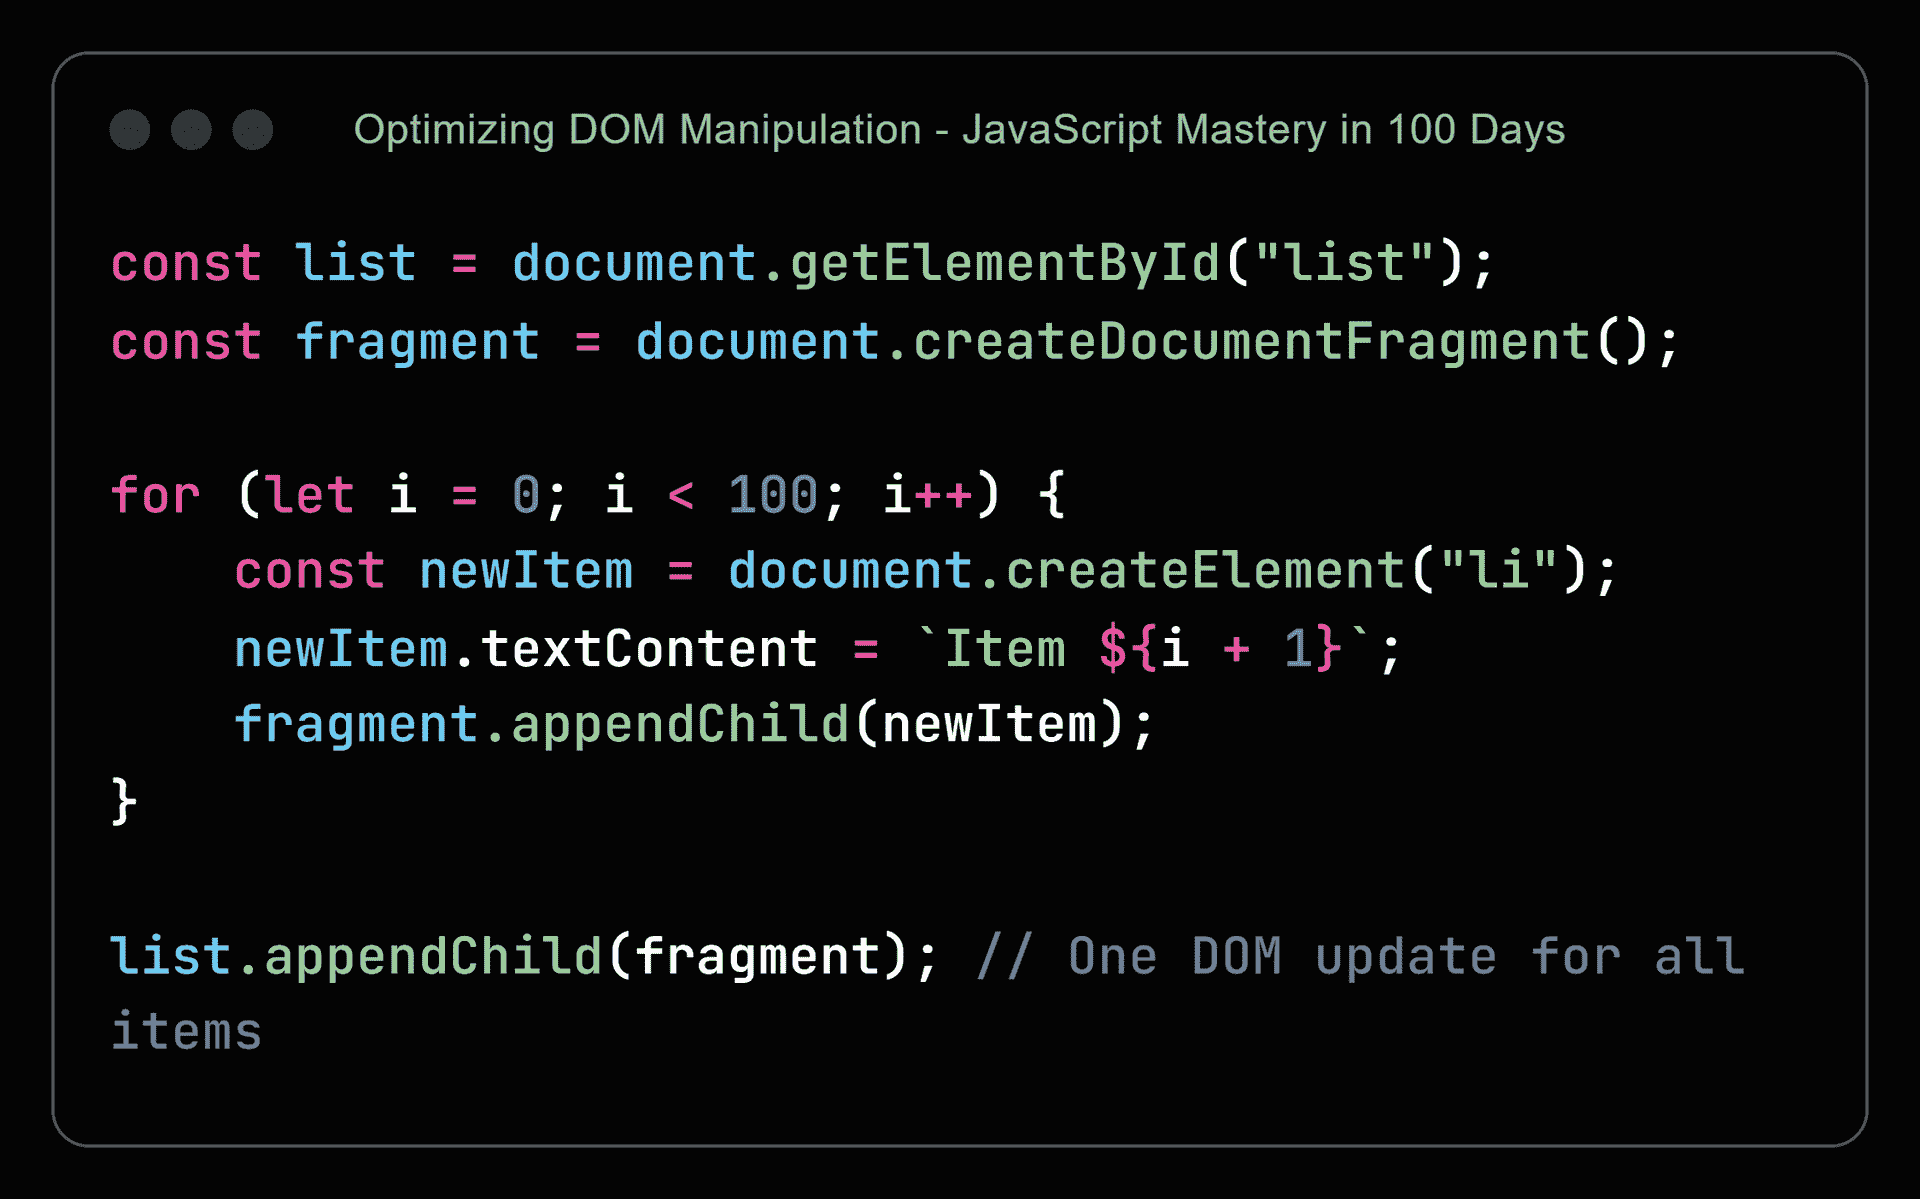 Optimizing DOM Manipulation - JavaScript Mastery in 100 Days
const list = document.getElementById("list");
const fragment = document.createDocumentFragment();
for (let i = 0; i < 100; i++) {
    const newItem = document.createElement("li");
    newItem.textContent = `Item ${i + 1}`;
    fragment.appendChild(newItem);
}
list.appendChild(fragment); // One DOM update for all
items